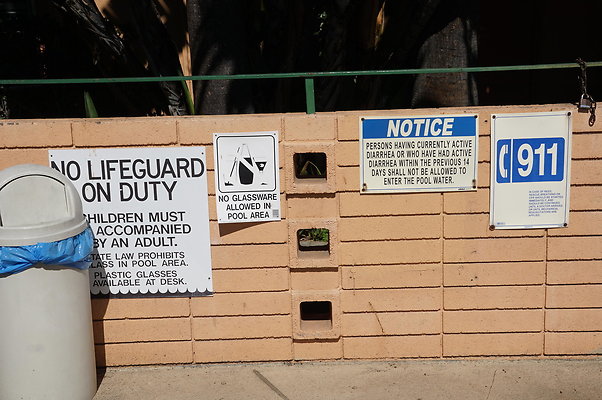 NO LIFEGUARD
ON DUTY
CHILDREN MUST
ACCOMPANIED
BY AN ADULT.
STATE LAW PROHIBITS
GLASS IN POOL AREA.
PLASTIC GLASSES
AVAILABLE AT DESK.
NO GLASSWARE
ALLOWED IN
POOL AREA
NOTICE
PERSONS HAVING CURRENTLY ACTIVE
DIARRHEA OR WHO HAVE HAD ACTIVE
DIARRHEA WITHIN THE PREVIOUS 14
DAYS SHALL NOT BE ALLOWED TO
ENTER THE POOL WATER.
911